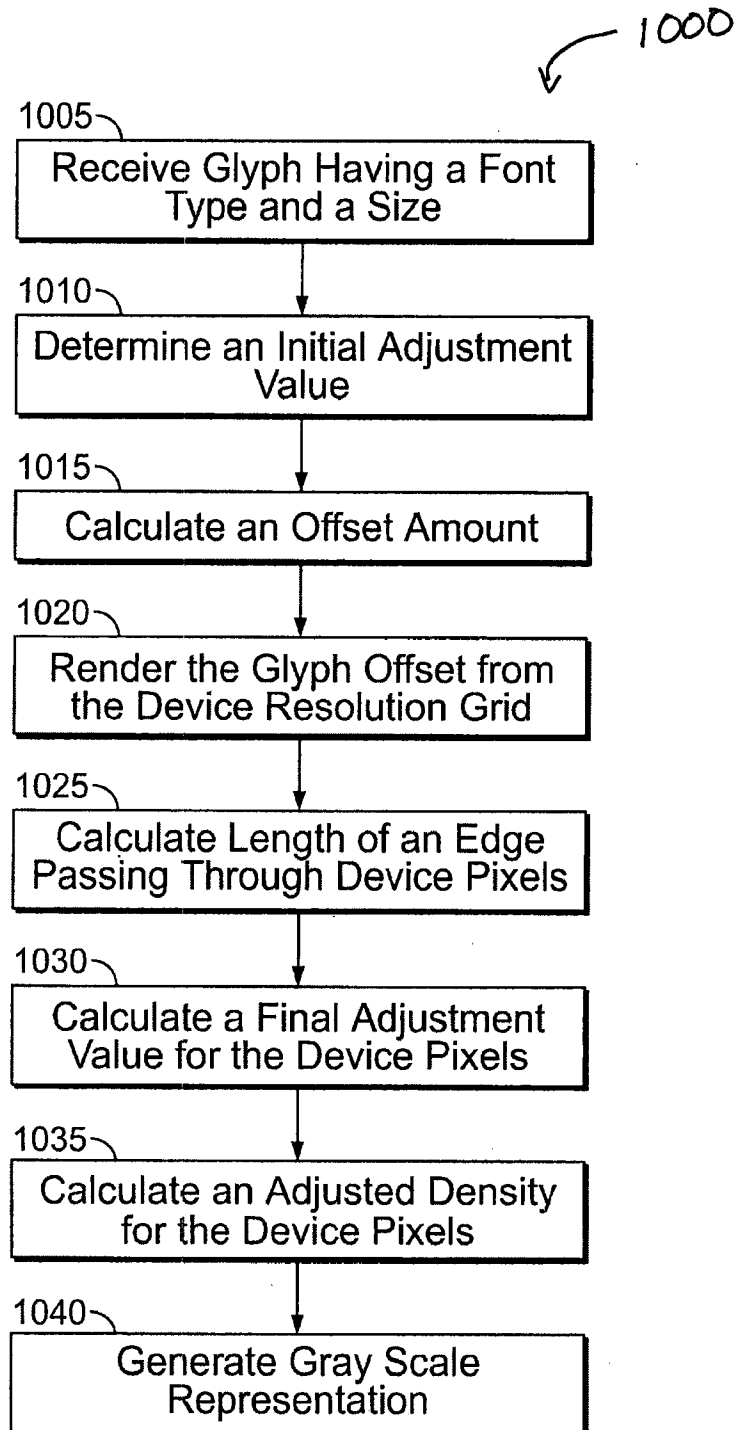 1000
1005
Receive Glyph Having a Font
Type and a Size
1010
Determine an Initial Adjustment
Value
1015
Calculate an Offset Amount
1020
Render the Glyph Offset from
the Device Resolution Grid
1025
Calculate Length of an Edge
Passing Through Device Pixels
1030
Calculate a Final Adjustment
Value for the Device Pixels
1035
Calculate an Adjusted Density
for the Device Pixels
1040
Generate Gray Scale
Representation